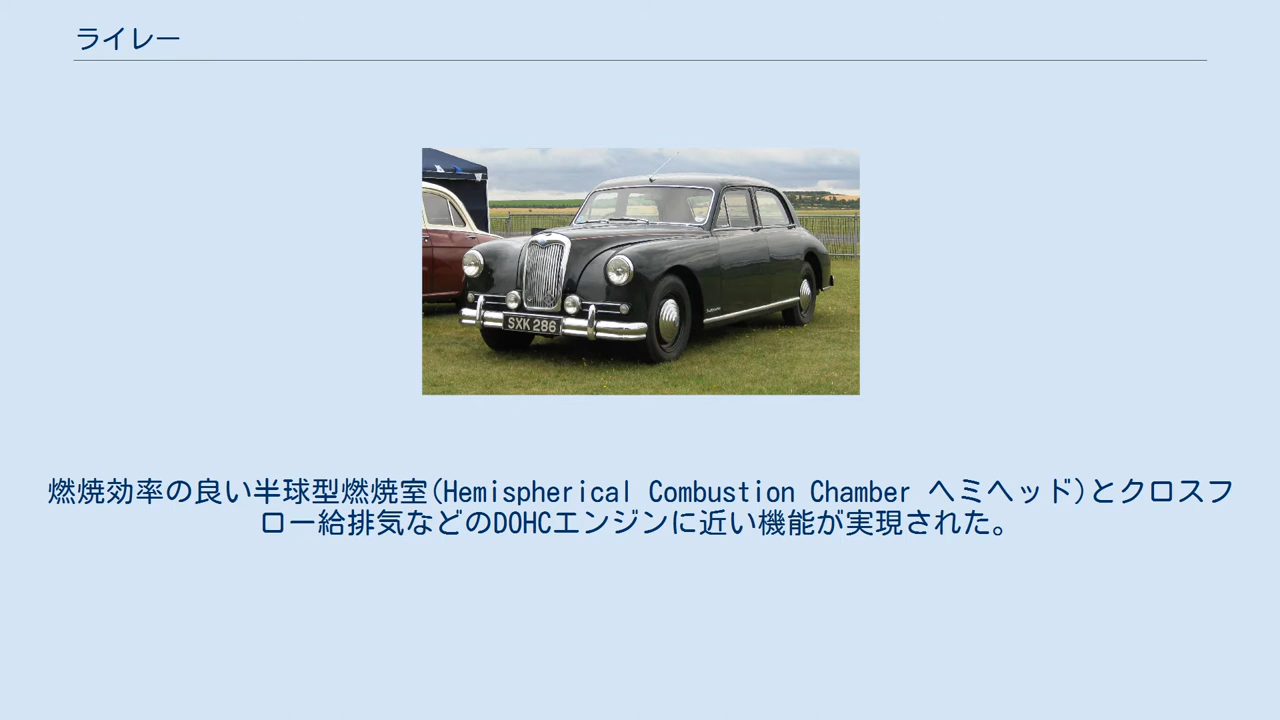 ライレー
SXK 286
燃焼効率の良い半球型燃焼室(Hemispherical Combustion Chamber ヘミヘッド)とクロスフ
ロー給排気などのDOHCエンジンに近い機能が実現された。